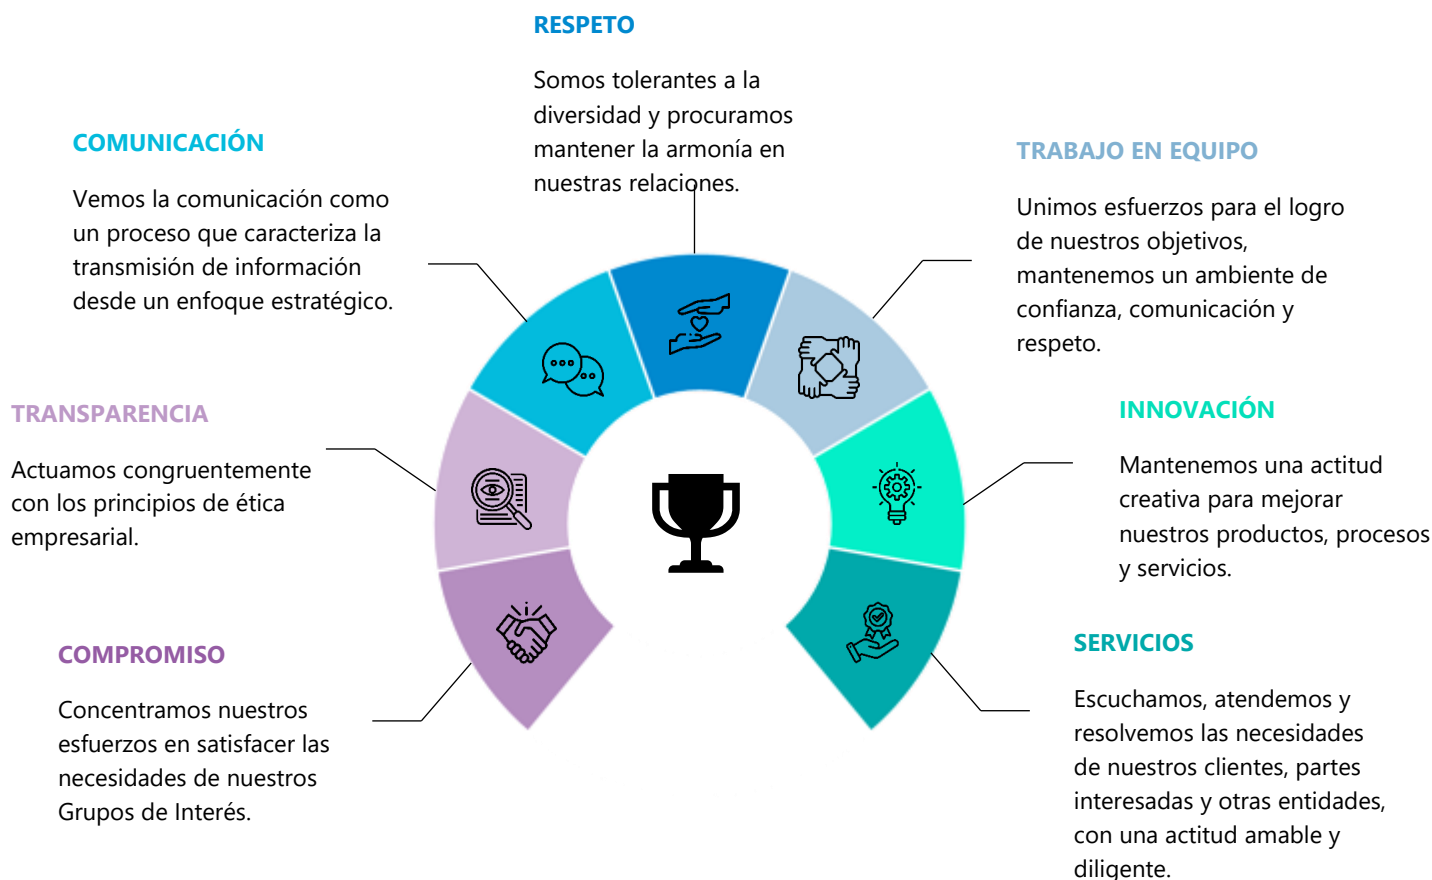 RESPETO
Somos tolerantes a la
diversidad y procuramos
mantener la armonía en
nuestras relaciones.
COMUNICACIÓN
Vemos la comunicación como
un proceso que caracteriza la
transmisión de información
desde un enfoque estratégico.
TRABAJO EN EQUIPO
Unimos esfuerzos para el logro
de nuestros objetivos,
mantenemos un ambiente de
confianza, comunicación y
respeto.
TRANSPARENCIA
Actuamos congruentemente
con los principios de ética
empresarial.
INNOVACIÓN
Mantenemos una actitud
creativa para mejorar
nuestros productos, procesos
y servicios.
COMPROMISO
Concentramos nuestros
esfuerzos en satisfacer las
necesidades de nuestros
Grupos de Interés.
SERVICIOS
Escuchamos, atendemos y
resolvemos las necesidades
de nuestros clientes, partes
interesadas y otras entidades,
con una actitud amable y
diligente.